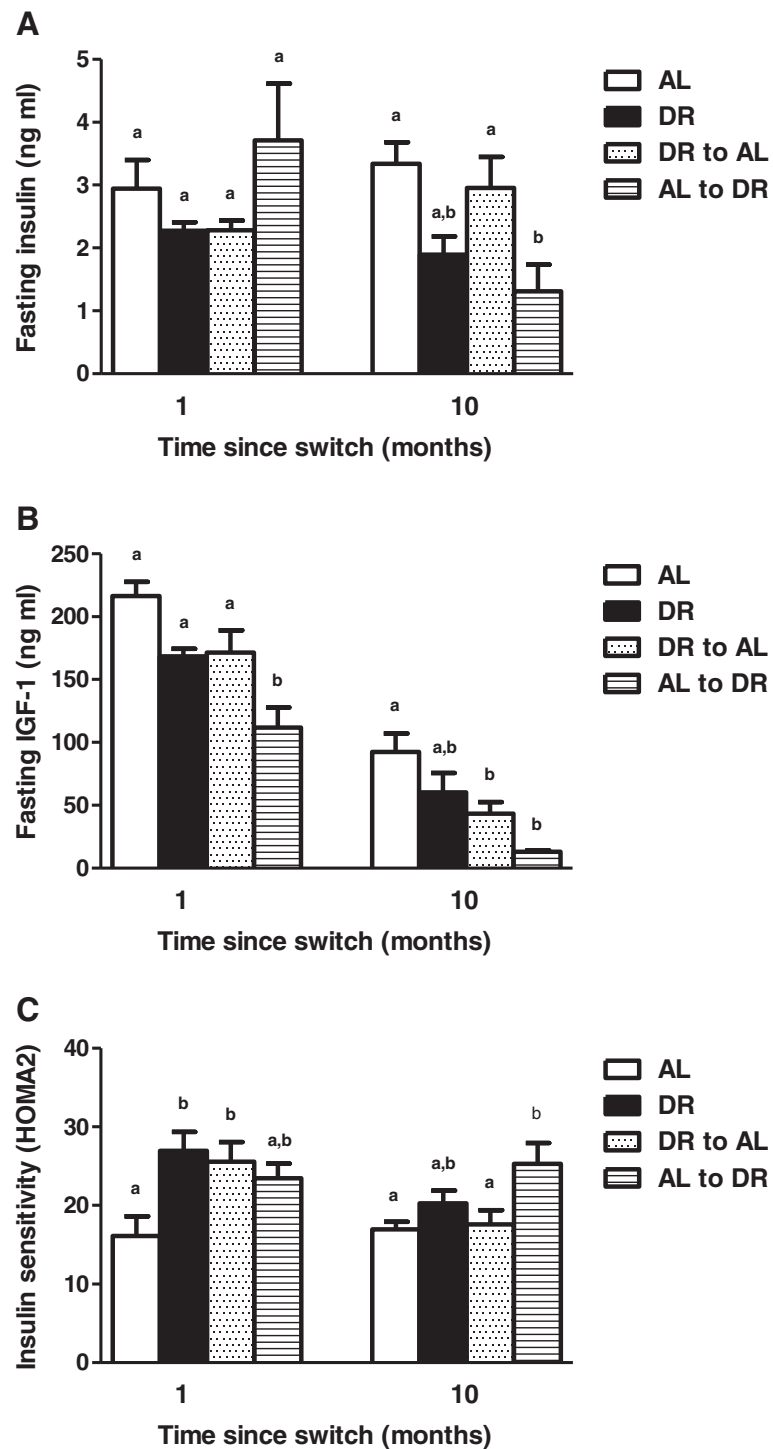 A
Fasting insulin (ng ml)
5
4
3
2
1
0
a
a
a
a
a
a,b
a
b
1
10
Time since switch (months)
AL
DR
DR to AL
AL to DR
B
Fasting IGF-1 (ng ml)
250
200
150
100
50
0
a
a
a
b
a
a,b
b
b
1
10
Time since switch (months)
AL
DR
DR to AL
AL to DR
C
Insulin sensitivity (HOMA2)
40
30
20
10
0
a
b
b
a,b
a
a,b
a
b
1
10
Time since switch (months)
AL
DR
DR to AL
AL to DR